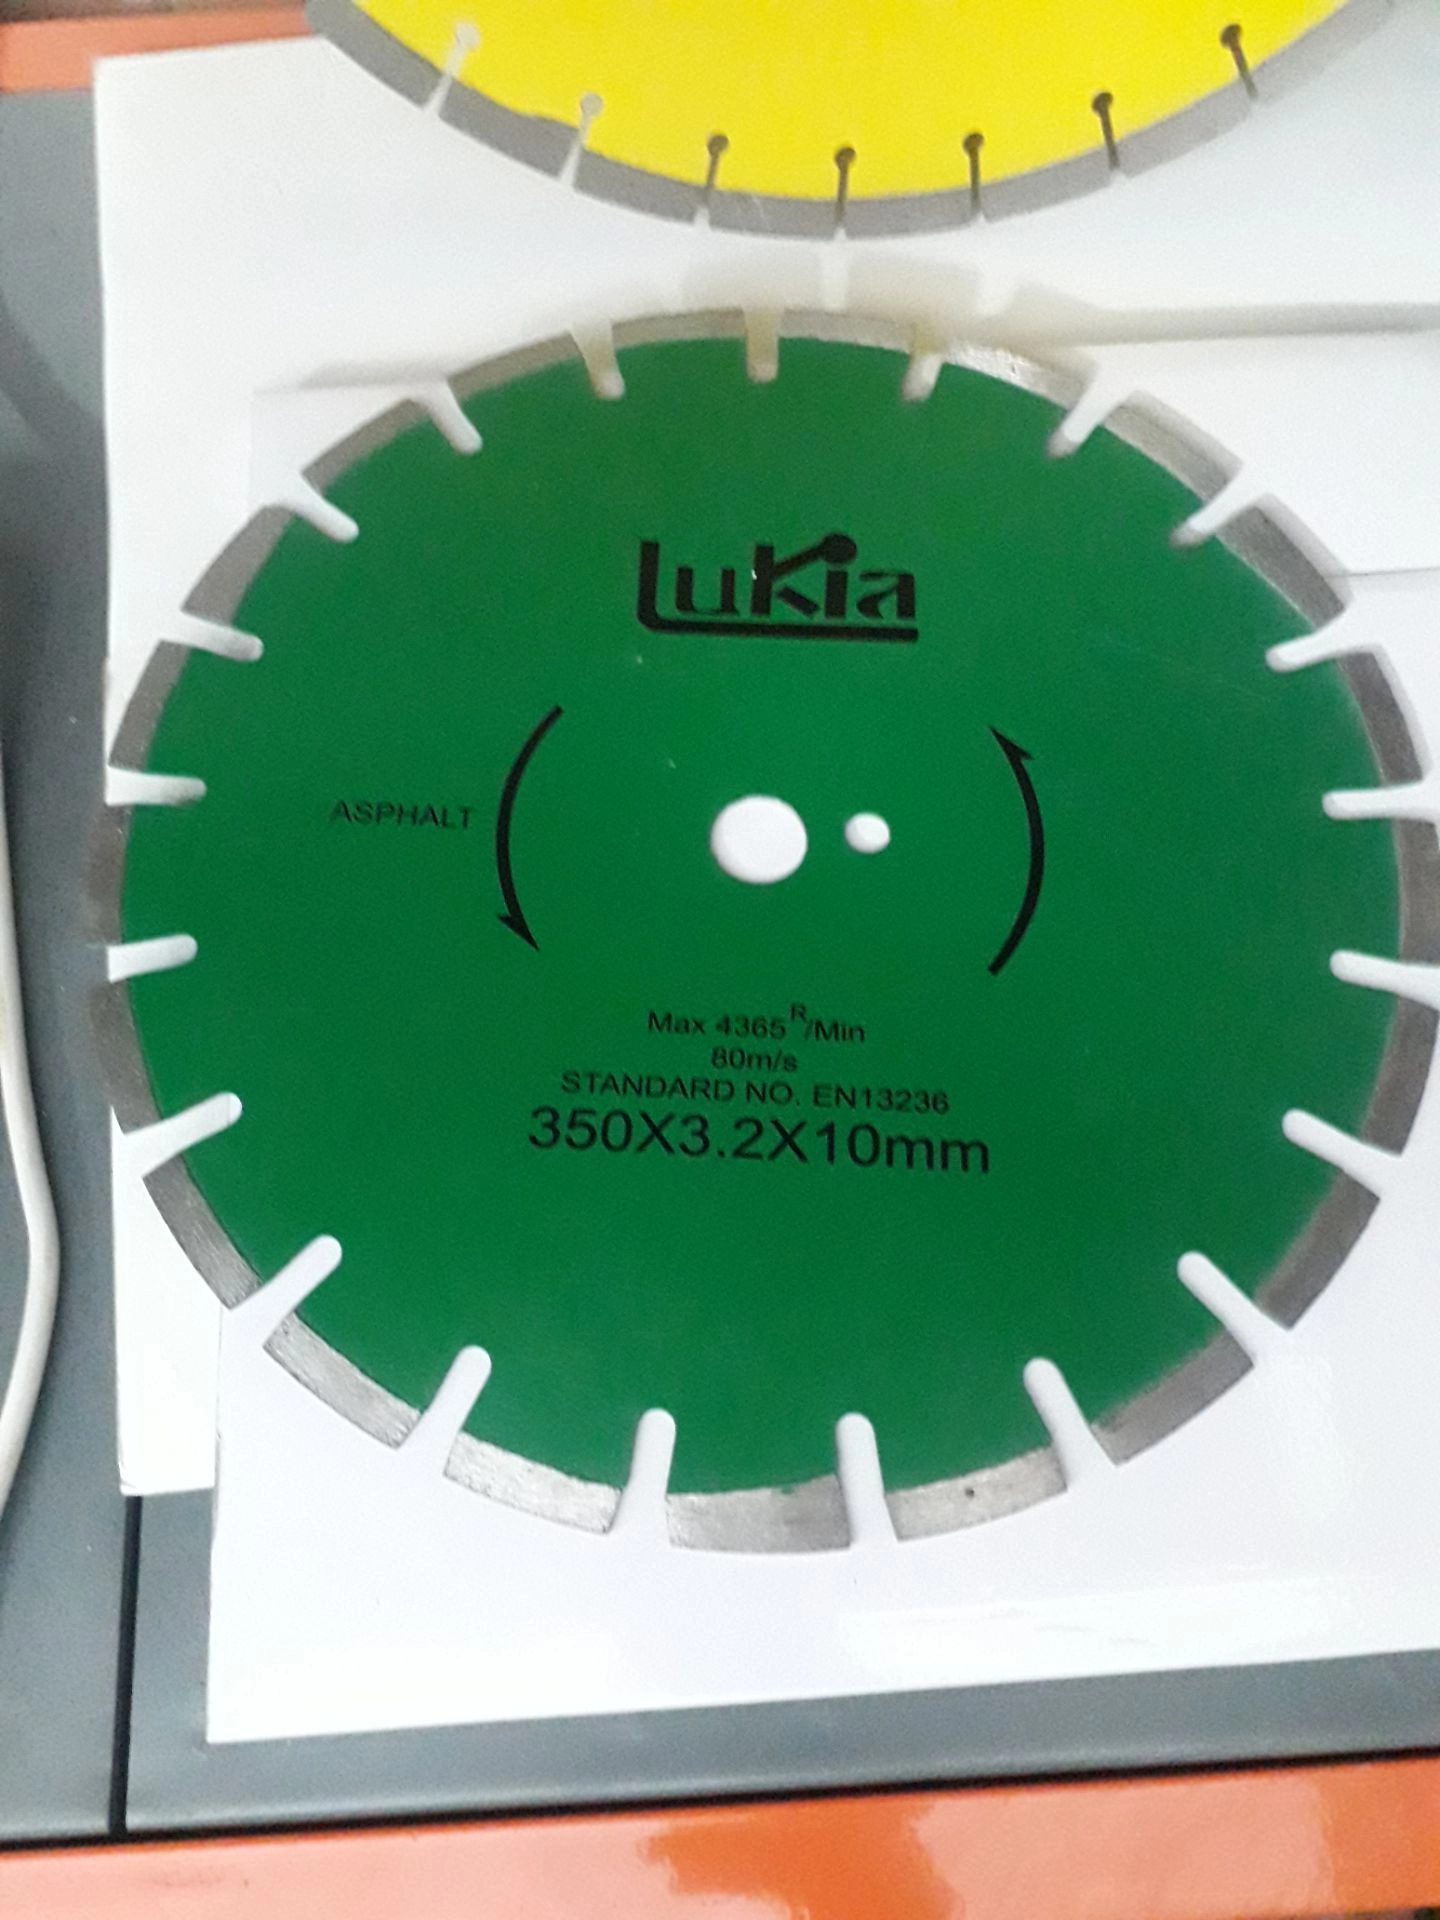 Lukia
ASPHALT
Max 4365 R/Min
80m/s
STANDARD NO. EN13236
350X3.2X10mm